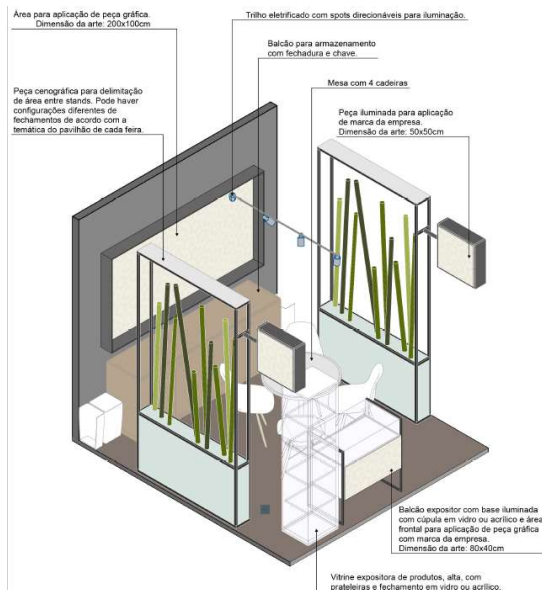 Área para aplicação de peça gráfica.
Dimensão da arte: 200x100cm
Trilho eletrificado com spots direcionáveis para iluminação.
Balcão para armazenamento
com fechadura e chave.
Mesa com 4 cadeiras
Peça cenográfica para delimitação
de área entre stands. Pode haver
configurações diferentes de
fechamentos de acordo com a
temática do pavilhão de cada feira.
Peça iluminada para aplicação
de marca da empresa.
Dimensão da arte: 50x50cm
Balcão expositor com base iluminada
com cúpula em vidro ou acrílico e área
frontal para aplicação de peça gráfica
com marca da empresa.
Dimensão da arte: 80x40cm
Vitrine expositora de produtos, alta, com
prateleiras e fechamento em vidro ou acrílico.